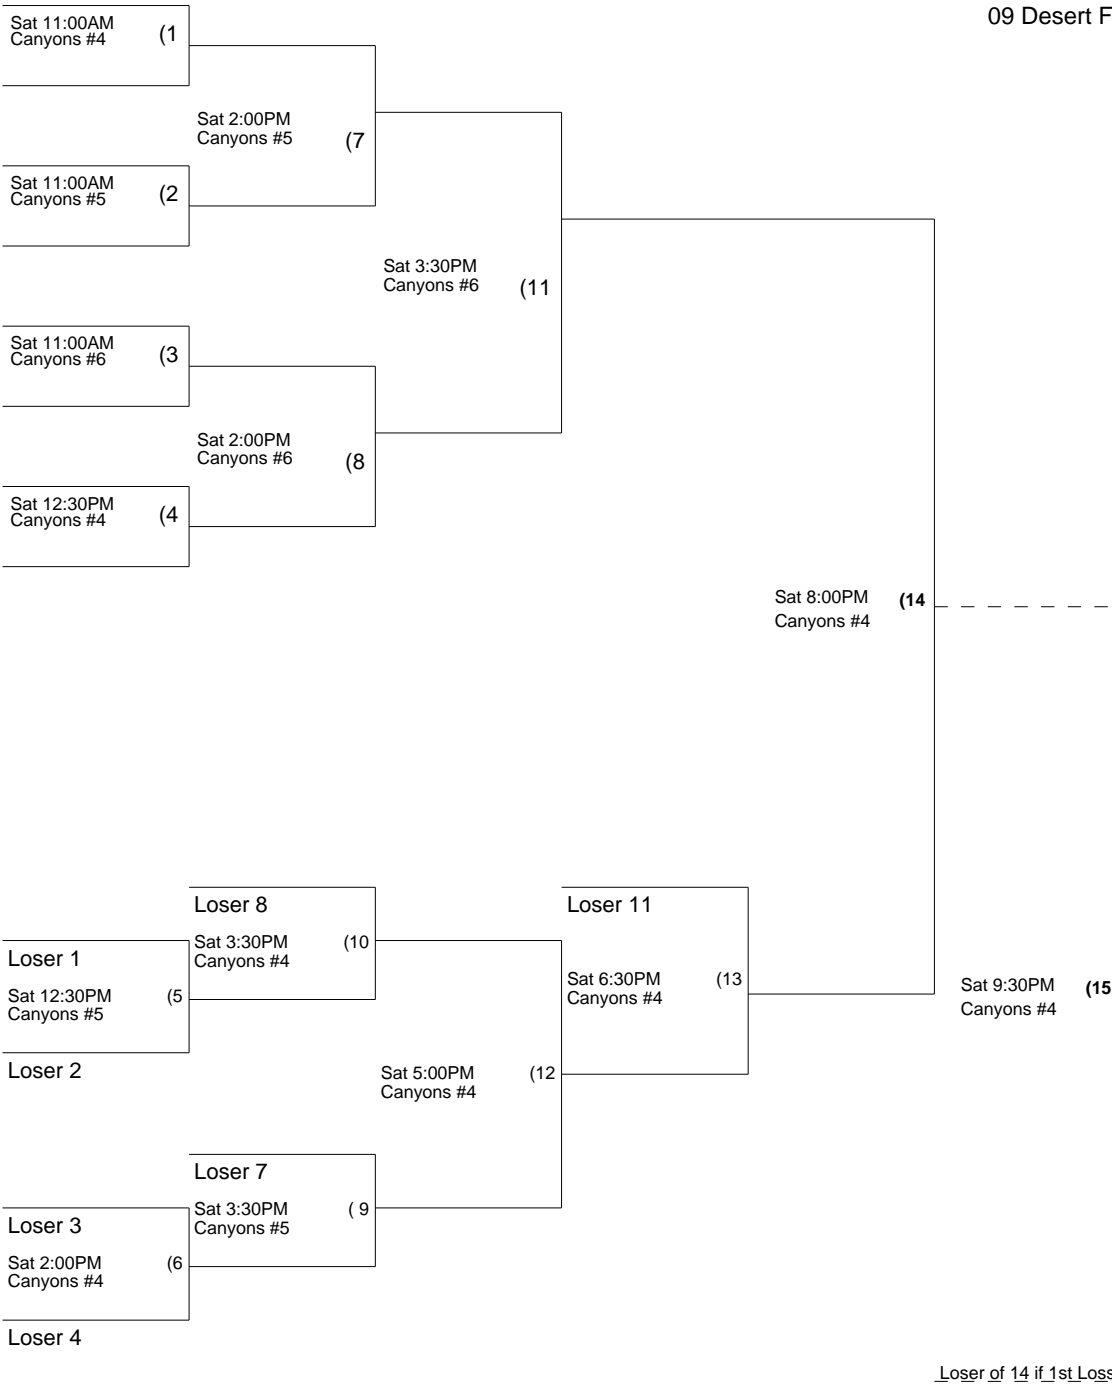 09 Desert F
Sat 11:00AM
Canyons #4 (1
Sat 2:00PM
Canyons #5 (7
Sat 11:00AM
Canyons #5 (2
Sat 3:30PM
Canyons #6 (11
Sat 11:00AM
Canyons #6 (3
Sat 2:00PM
Canyons #6 (8
Sat 12:30PM
Canyons #4 (4
Sat 8:00PM (14
Canyons #4
Loser 8
Sat 3:30PM (10
Canyons #4
Loser 11
Sat 6:30PM (13
Canyons #4
Loser 1
Sat 12:30PM (5
Canyons #5
Loser 2
Sat 9:30PM (15
Canyons #4
Sat 5:00PM (12
Canyons #4
Loser 7
Sat 3:30PM ( 9
Canyons #5
Loser 3
Sat 2:00PM (6
Canyons #4
Loser 4
Loser of 14 if 1st Loss